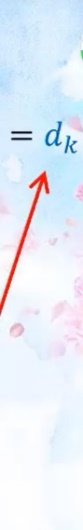 = d_k